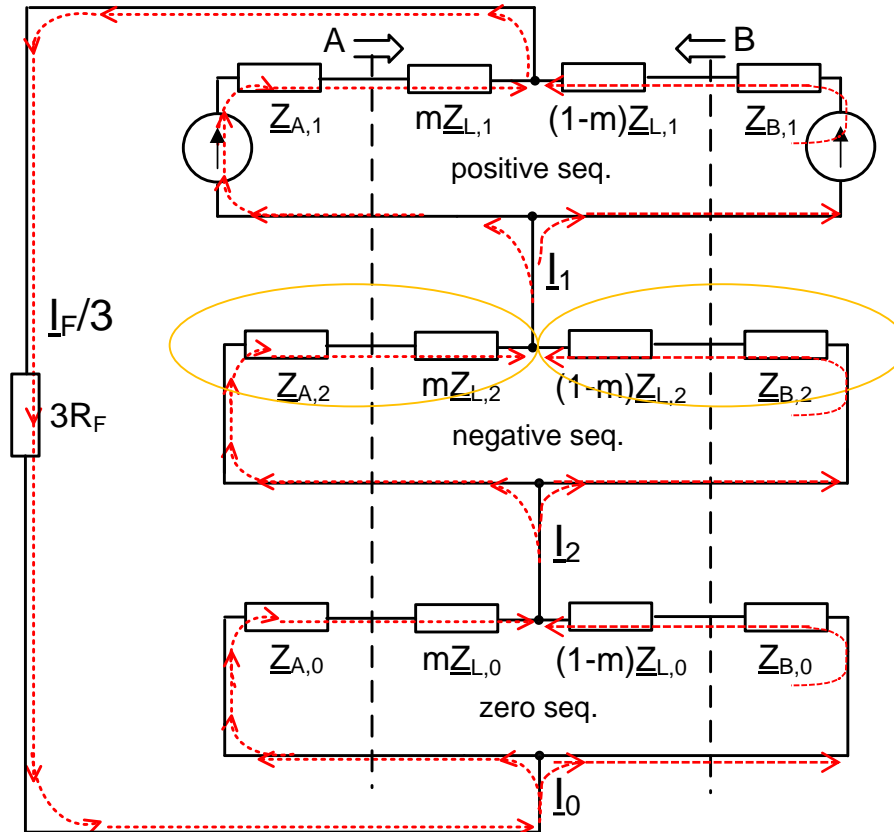 A B
Z_A,1 mZ_L,1 (1-m)Z_L,1 Z_B,1
positive seq.
I_1
I_F/3
Z_A,2 mZ_L,2 (1-m)Z_L,2 Z_B,2
3R_F
negative seq.
I_2
Z_A,0 mZ_L,0 (1-m)Z_L,0 Z_B,0
zero seq.
I_0